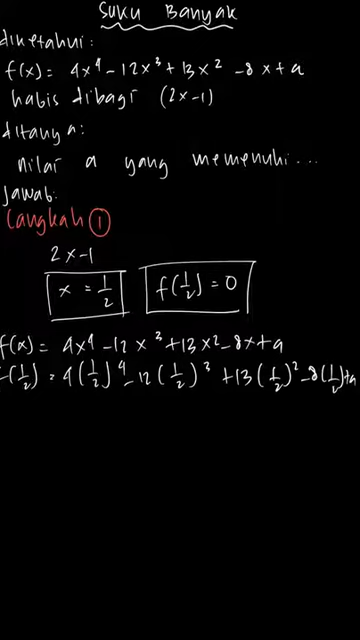 Suku Banyak
diketahui:
f(x) = 4x⁴ - 12x³ + 13x² - 8x + a
habis dibagi (2x - 1)
ditanya:
nilai a yang memenuhi...
Jawab:
Langkah ①
2x - 1
x = 1/2 f(1/2) = 0
f(x) = 4x⁴ - 12x³ + 13x² - 8x + a
f(1/2) = 4(1/2)⁴ - 12(1/2)³ + 13(1/2)² - 8(1/2) + a